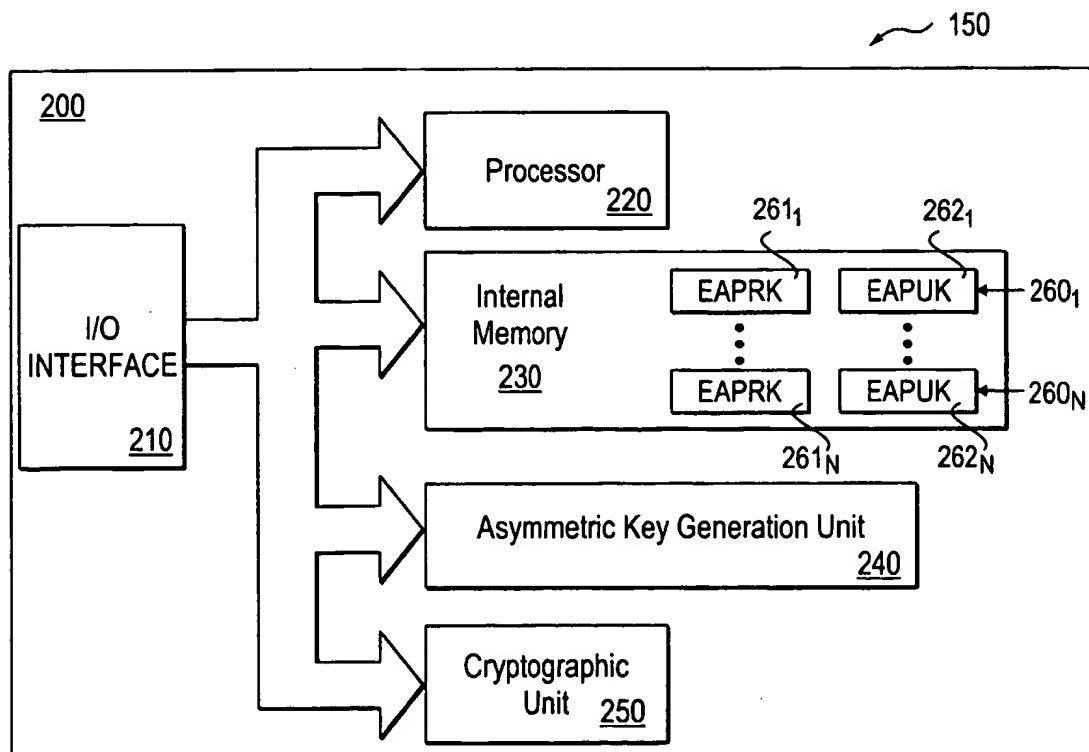 150
200
Processor
220
261₁
262₁
I/O
INTERFACE
210
Internal
Memory
230
EAPRK
EAPUK
260₁
EAPRK
EAPUK
260N
261N
262N
Asymmetric Key Generation Unit
240
Cryptographic
Unit
250